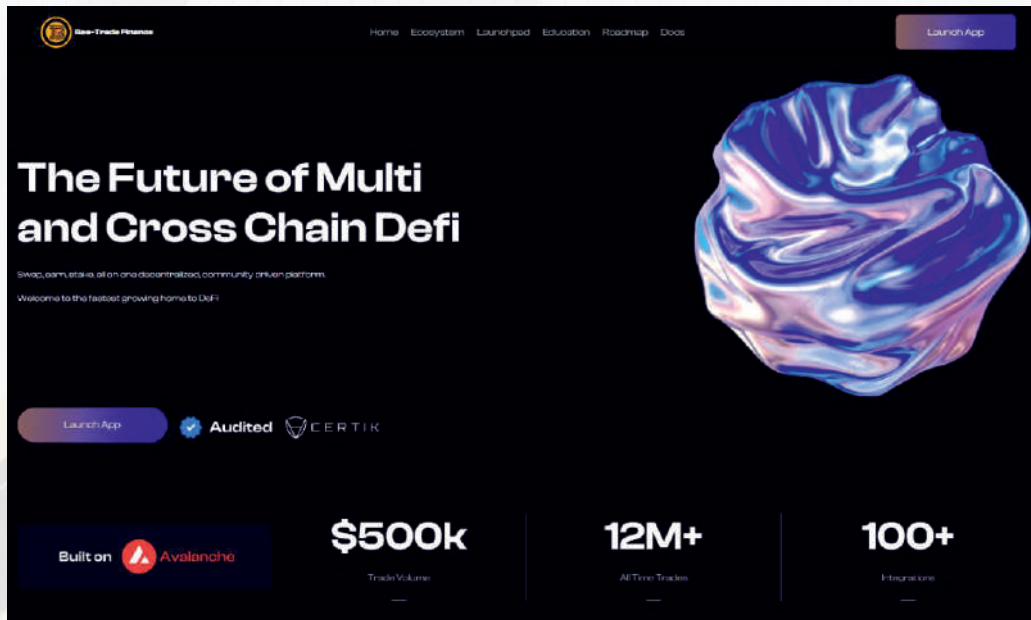 Bee-Trade Finance
Home Ecosystem Launchpad Education Roadmap Docs
Launch App
The Future of Multi
and Cross Chain Defi
Swap, earn, stake, all on one decentralized, community driven platform.
Welcome to the fastest growing home to DeFi
Launch App
Audited
CERTIK
Built on Avalanche
$500k
Trade Volume
12M+
All Time Trades
100+
Integrations